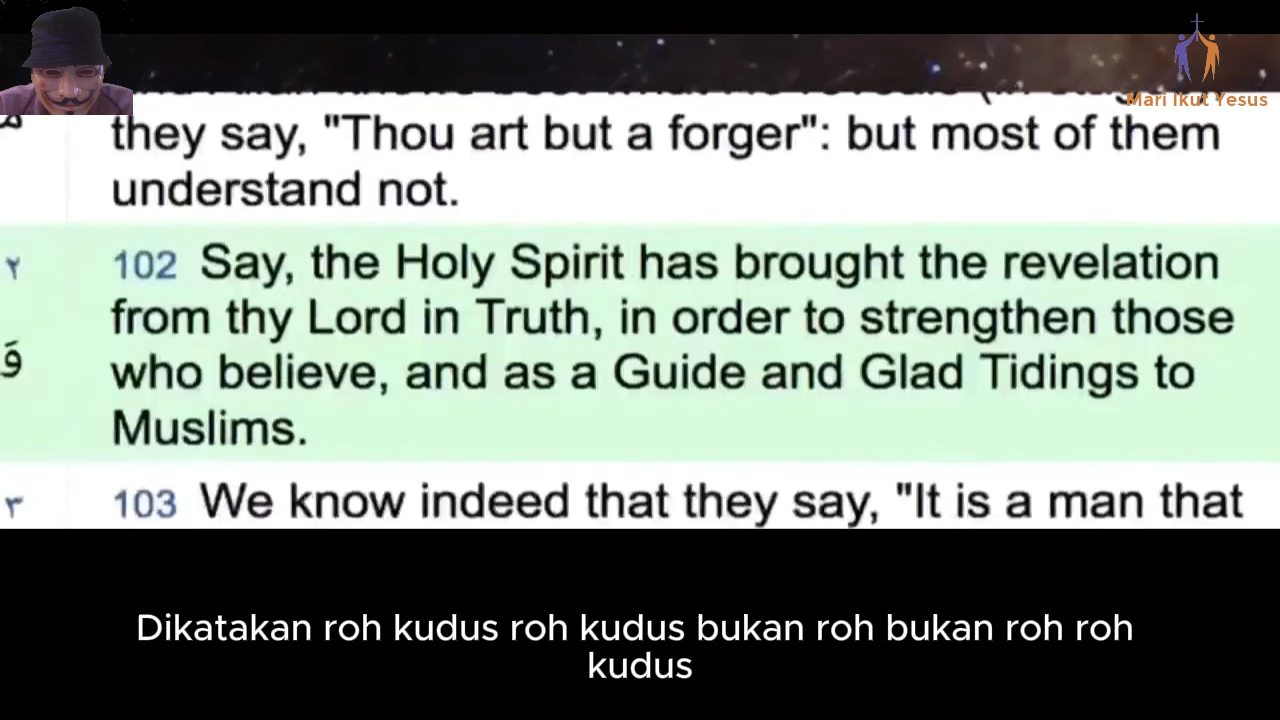 Mari Ikut Yesus
they say, "Thou art but a forger": but most of them
understand not.
102 Say, the Holy Spirit has brought the revelation
from thy Lord in Truth, in order to strengthen those
who believe, and as a Guide and Glad Tidings to
Muslims.
103 We know indeed that they say, "It is a man that
Dikatakan roh kudus roh kudus bukan roh bukan roh roh
kudus